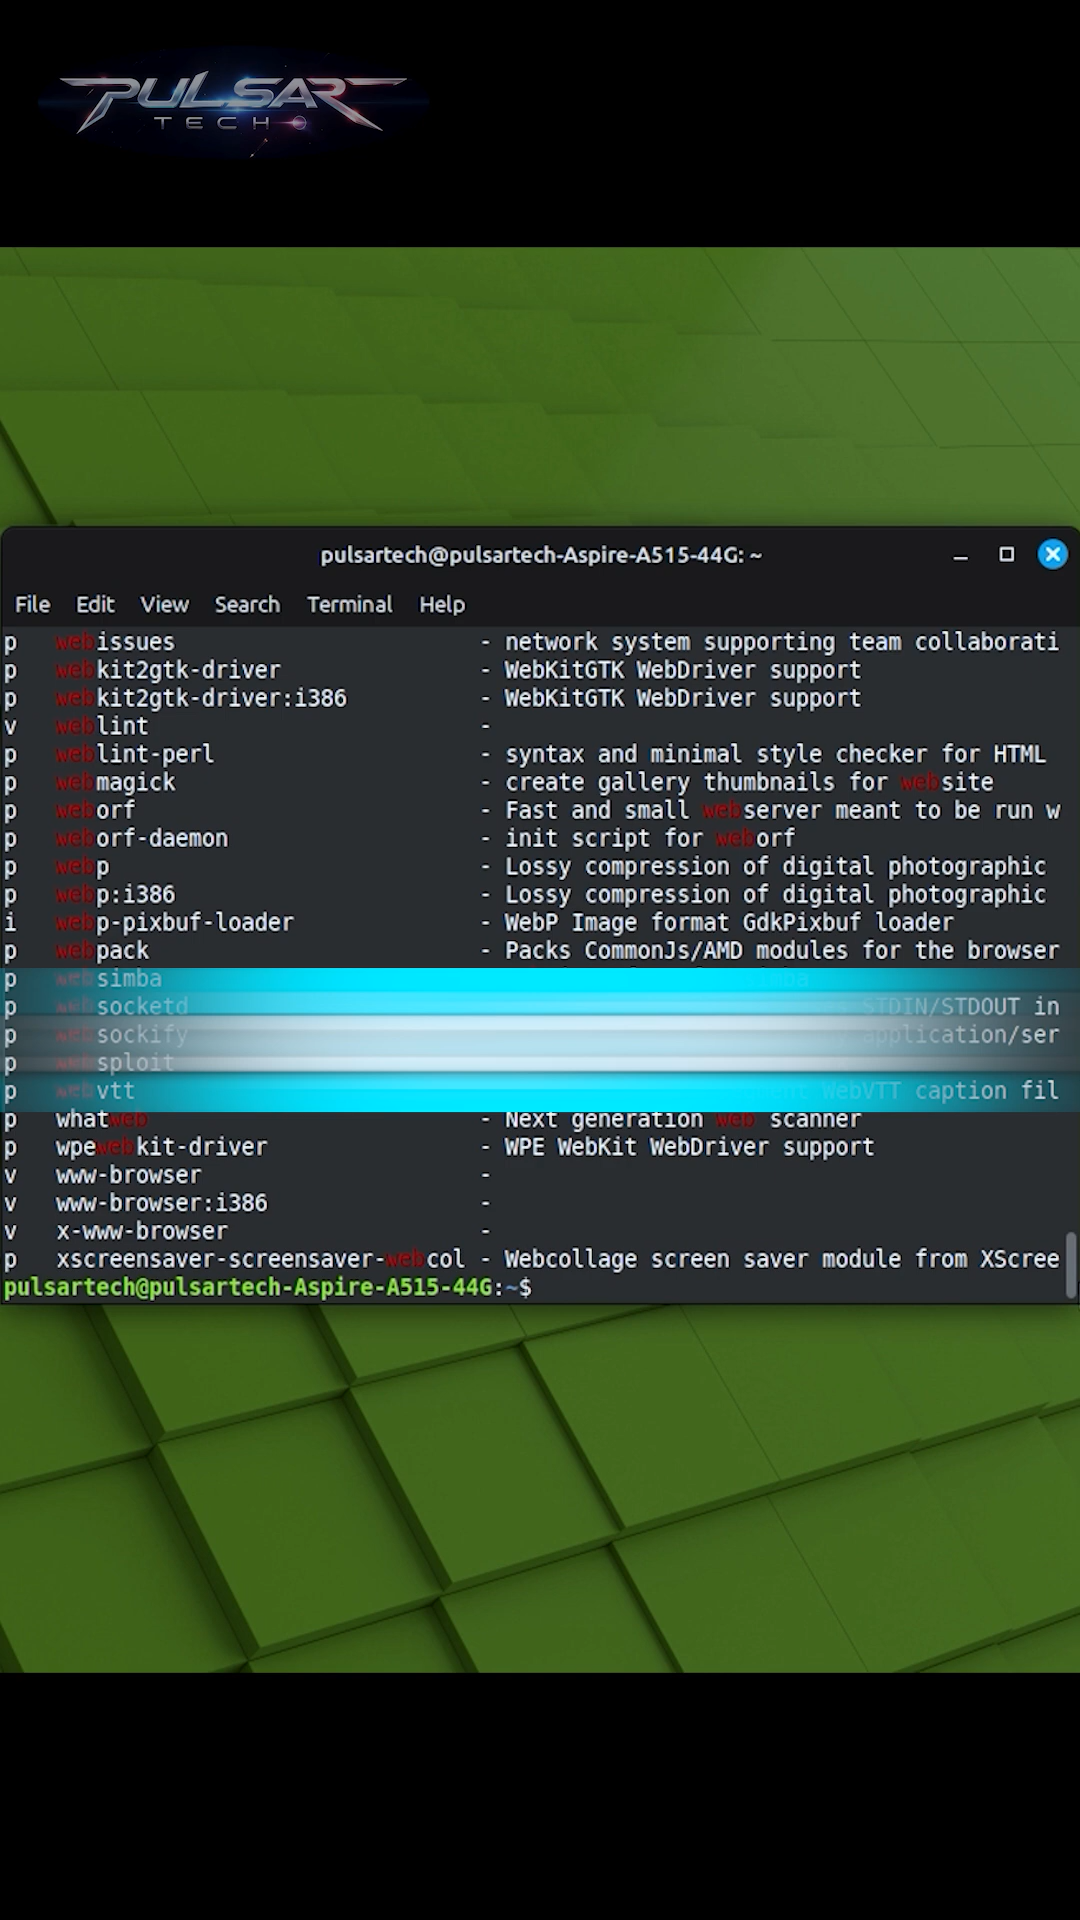 PULSAR
TECH
pulsartech@pulsartech-Aspire-A515-44G: ~
File Edit View Search Terminal Help
p webissues - network system supporting team collaborati
p webkit2gtk-driver - WebKitGTK WebDriver support
p webkit2gtk-driver:i386 - WebKitGTK WebDriver support
v weblint -
p weblint-perl - syntax and minimal style checker for HTML
p webmagick - create gallery thumbnails for website
p weborf - Fast and small webserver meant to be run w
p weborf-daemon - init script for weborf
p webp - Lossy compression of digital photographic
p webp:i386 - Lossy compression of digital photographic
i webp-pixbuf-loader - WebP Image format GdkPixbuf loader
p webpack - Packs CommonJs/AMD modules for the browser
p websimba
p websocketd - STDIN/STDOUT in
p websockify application/ser
p websploit
p webvtt WebVTT caption fil
p whatweb - Next generation web scanner
p wpewebkit-driver - WPE WebKit WebDriver support
v www-browser -
v www-browser:i386 -
v x-www-browser -
p xscreensaver-screensaver-webcol - Webcollage screen saver module from XScree
pulsartech@pulsartech-Aspire-A515-44G:~$